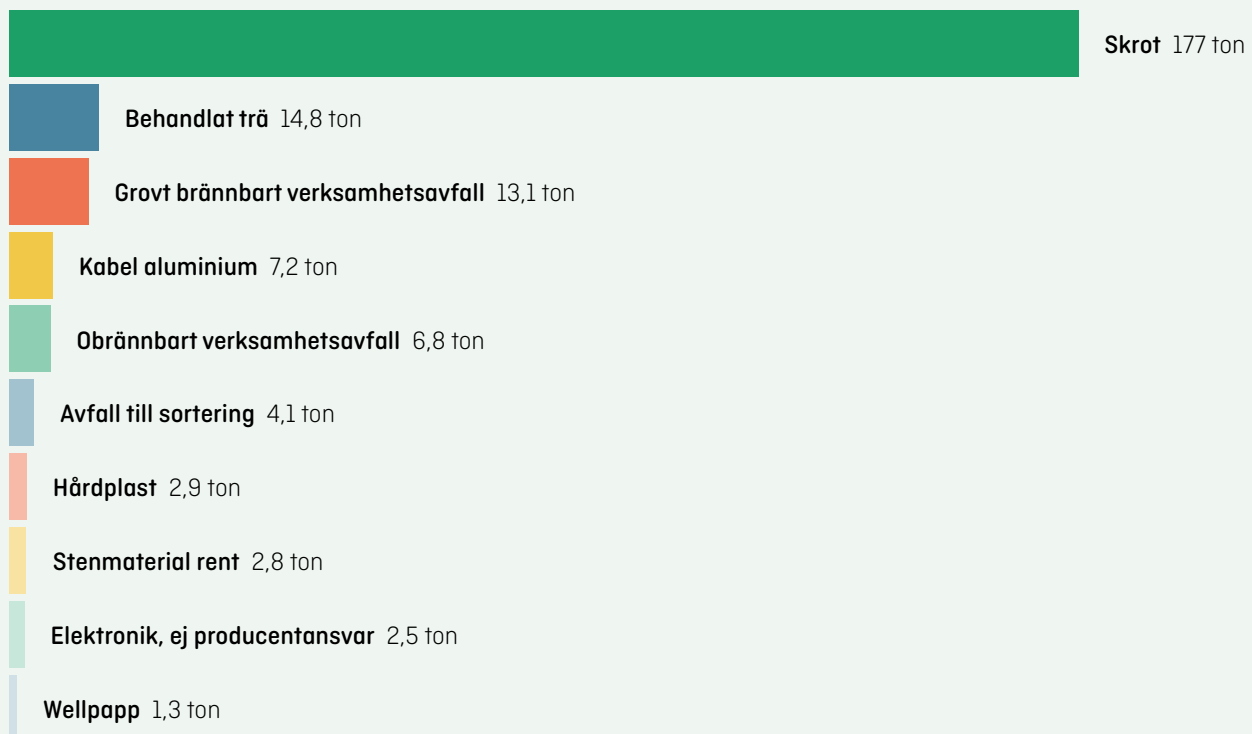 Skrot 177 ton
Behandlat trä 14,8 ton
Grovt brännbart verksamhetsavfall 13,1 ton
Kabel aluminium 7,2 ton
Obrännbart verksamhetsavfall 6,8 ton
Avfall till sortering 4,1 ton
Hårdplast 2,9 ton
Stenmaterial rent 2,8 ton
Elektronik, ej producentansvar 2,5 ton
Wellpapp 1,3 ton